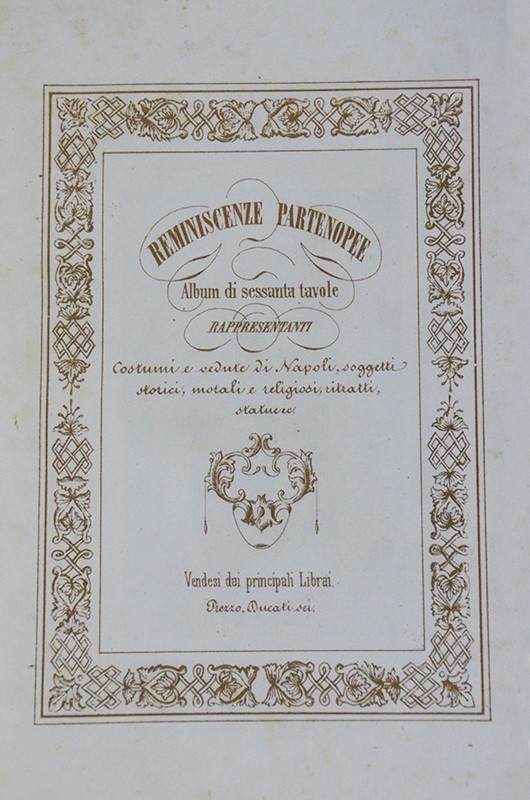 REMINISCENZE PARTENOPEE
Album di sessanta tavole
RAPPRESENTANTI
Costumi e vedute di Napoli, soggetti
storici, morali e religiosi, ritratti,
statue ec.
Vendesi dai principali Librai.
Prezzo, Ducati sei.